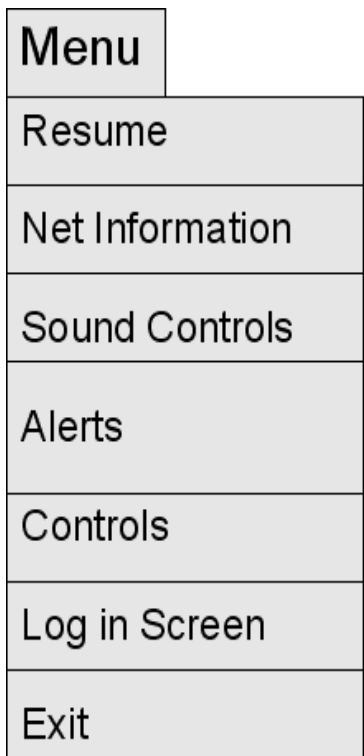 Menu
Resume
Net Information
Sound Controls
Alerts
Controls
Log in Screen
Exit